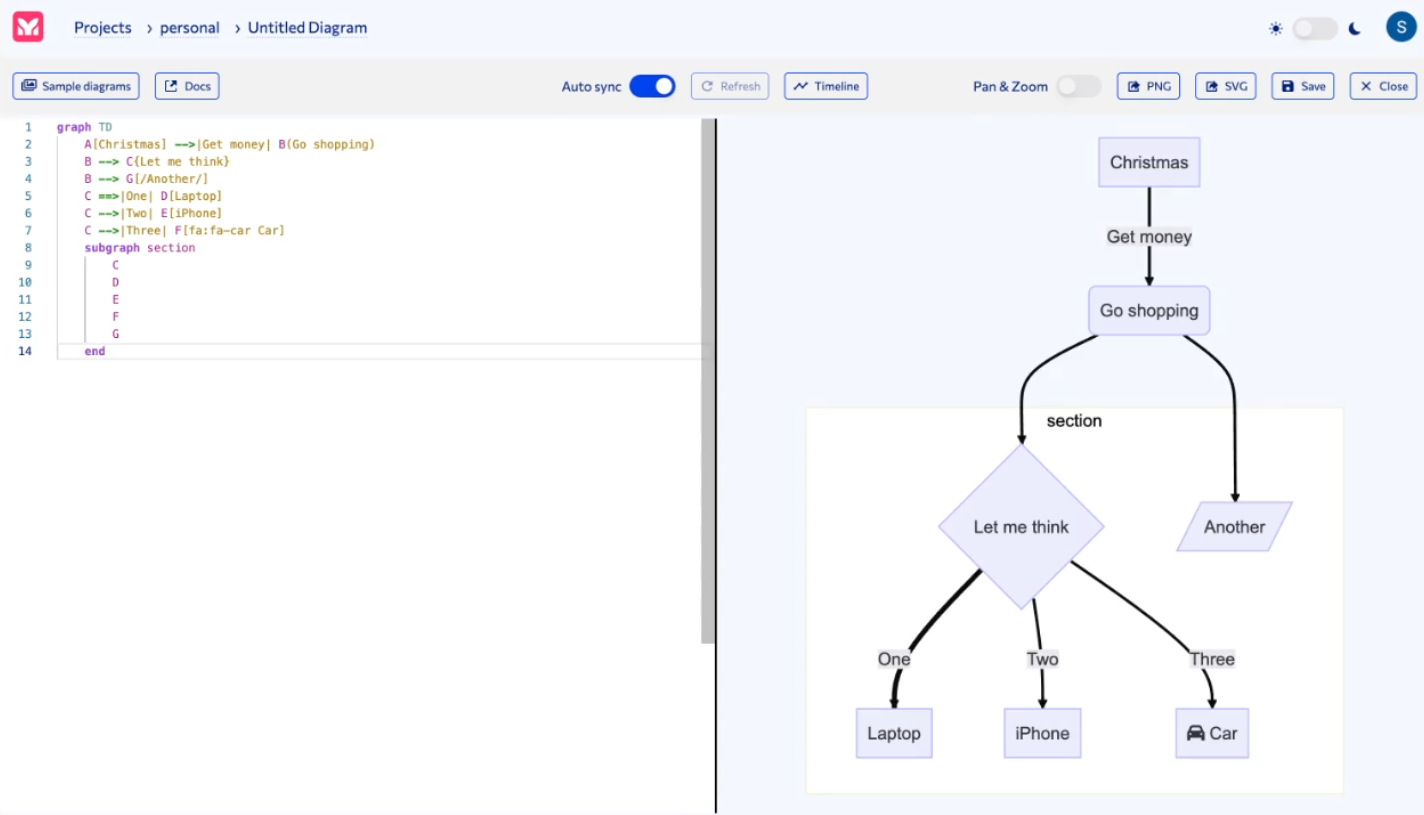 Projects › personal › Untitled Diagram
S
Sample diagrams Docs Auto sync Refresh Timeline Pan & Zoom PNG SVG Save Close
1 graph TD
2 A[Christmas] -->|Get money| B(Go shopping)
3 B --> C{Let me think}
4 B --> G[/Another/]
5 C ==>|One| D[Laptop]
6 C -->|Two| E[iPhone]
7 C -->|Three| F[fa:fa-car Car]
8 subgraph section
9 C
10 D
11 E
12 F
13 G
14 end
Christmas
Get money
Go shopping
section
Let me think
Another
One Two Three
Laptop iPhone Car